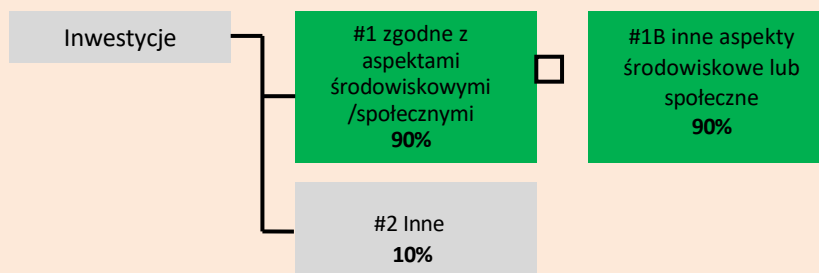 Inwestycje
#1 zgodne z
aspektami
środowiskowymi
/społecznymi
90%
#1B inne aspekty
środowiskowe lub
społeczne
90%
#2 Inne
10%